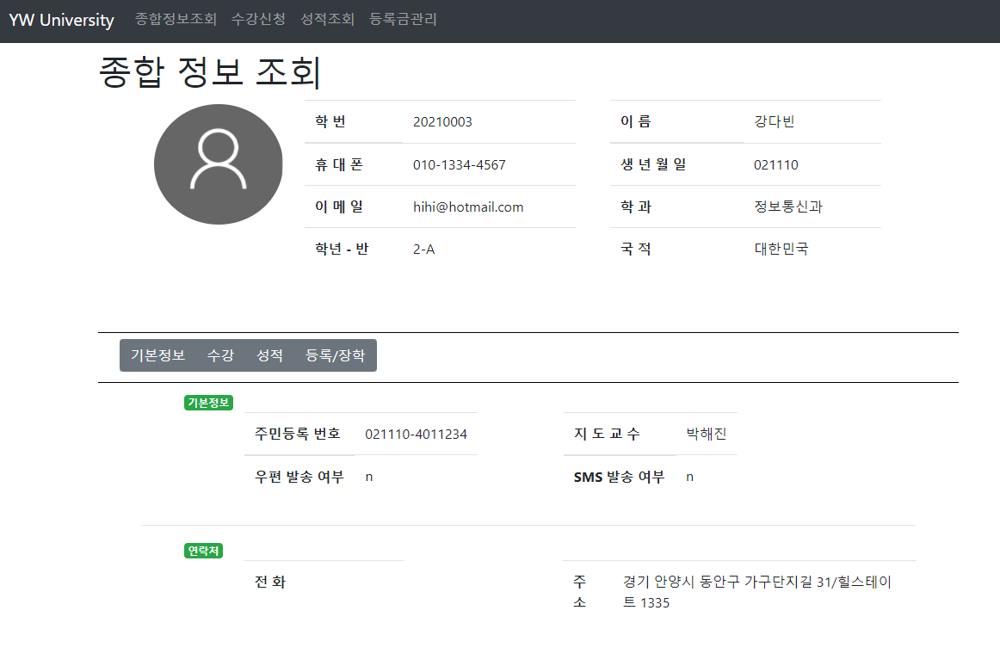 YW University 종합정보조회 수강신청 성적조회 등록금관리
종합 정보 조회
학 번 20210003 이 름 강다빈
휴 대 폰 010-1334-4567 생 년 월 일 021110
이 메 일 hihi@hotmail.com 학 과 정보통신과
학년 - 반 2-A 국 적 대한민국
기본정보 수강 성적 등록/장학
기본정보
주민등록 번호 021110-4011234 지 도 교 수 박해진
우편 발송 여부 n SMS 발송 여부 n
연락처
전 화 주 경기 안양시 동안구 가구단지길 31/힐스테이
소 트 1335